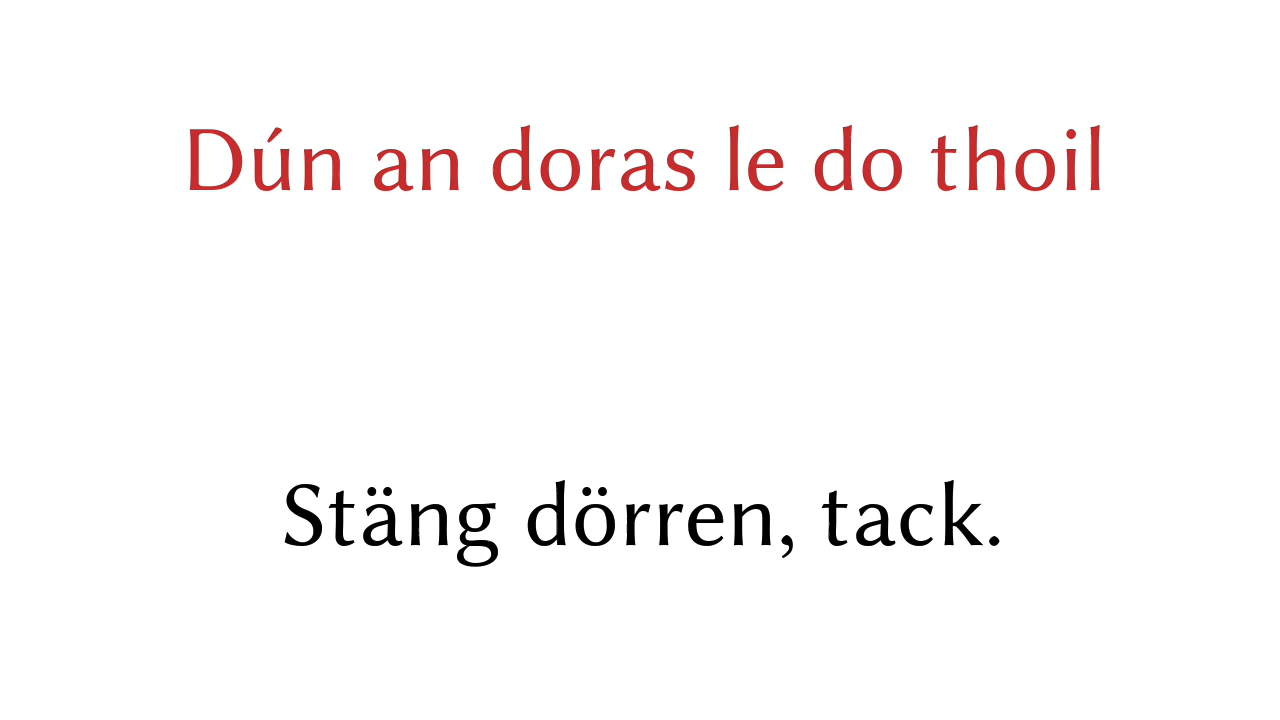 Dún an doras le do thoil
Stäng dörren, tack.